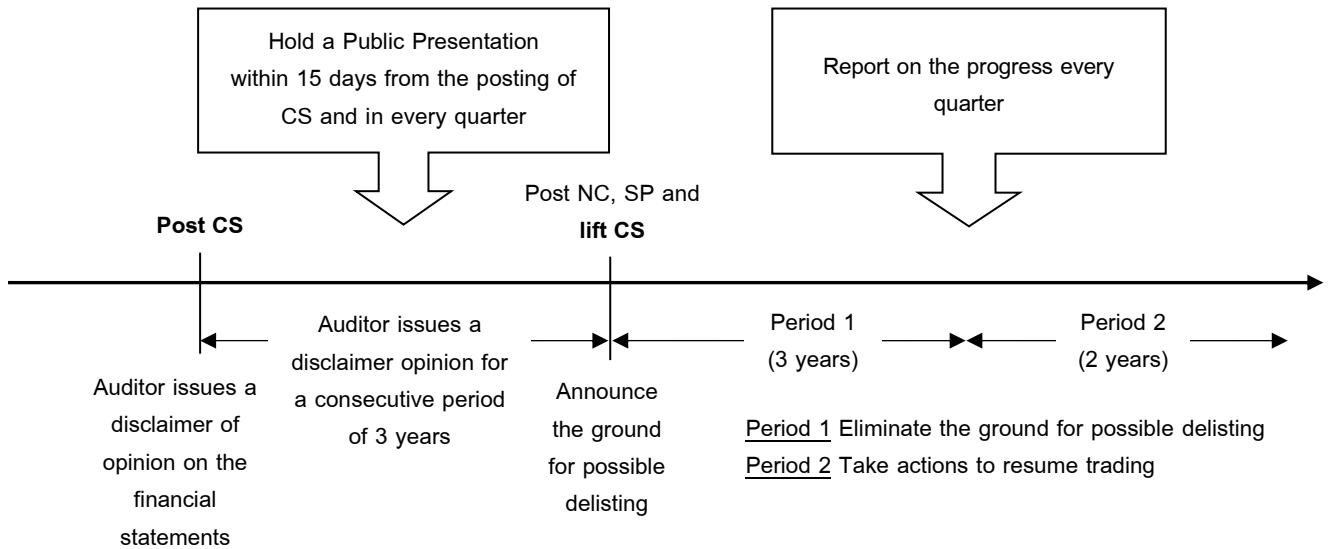 Hold a Public Presentation
within 15 days from the posting of
CS and in every quarter
Report on the progress every
quarter
Post CS
Post NC, SP and
lift CS
Auditor issues a
disclaimer of
opinion on the
financial
statements
Auditor issues a
disclaimer opinion for
a consecutive period
of 3 years
Announce
the ground
for possible
delisting
Period 1
(3 years)
Period 2
(2 years)
Period 1 Eliminate the ground for possible delisting
Period 2 Take actions to resume trading